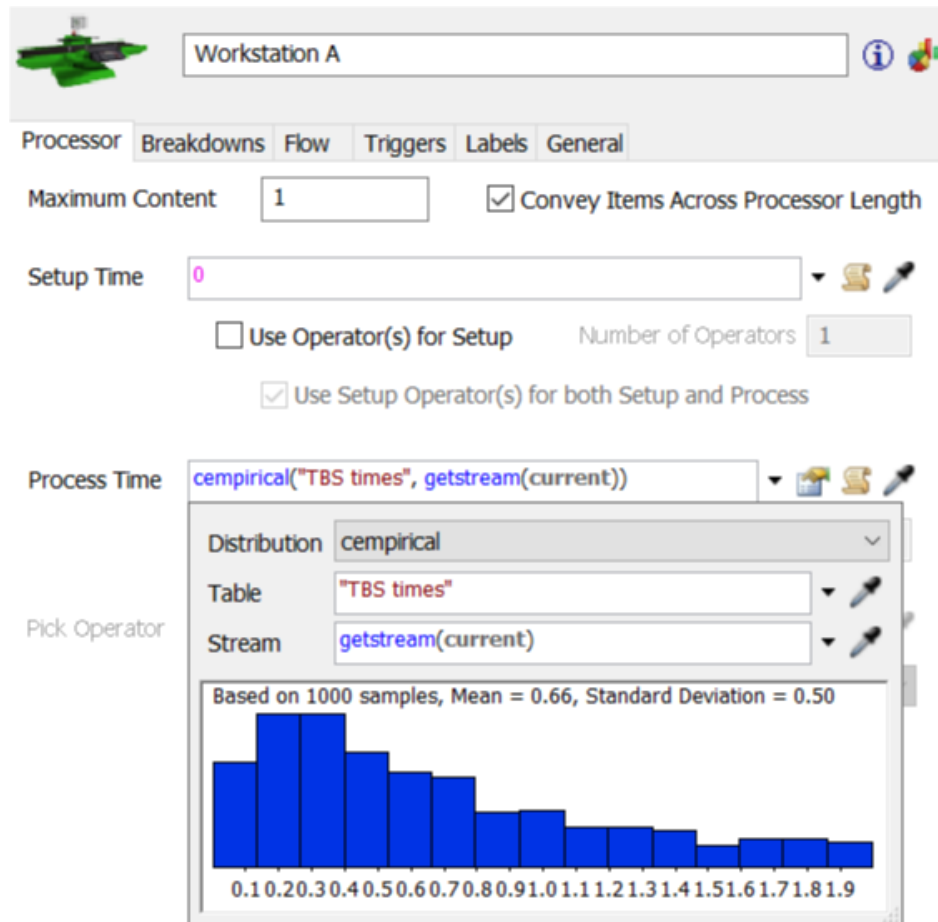 Workstation A
Processor Breakdowns Flow Triggers Labels General
Maximum Content 1 Convey Items Across Processor Length
Setup Time 0
Use Operator(s) for Setup Number of Operators 1
Use Setup Operator(s) for both Setup and Process
Process Time cempirical("TBS times", getstream(current))
Distribution cempirical
Table "TBS times"
Pick Operator
Stream getstream(current)
Based on 1000 samples, Mean = 0.66, Standard Deviation = 0.50
0.1 0.2 0.3 0.4 0.5 0.6 0.7 0.8 0.9 1.0 1.1 1.2 1.3 1.4 1.5 1.6 1.7 1.8 1.9